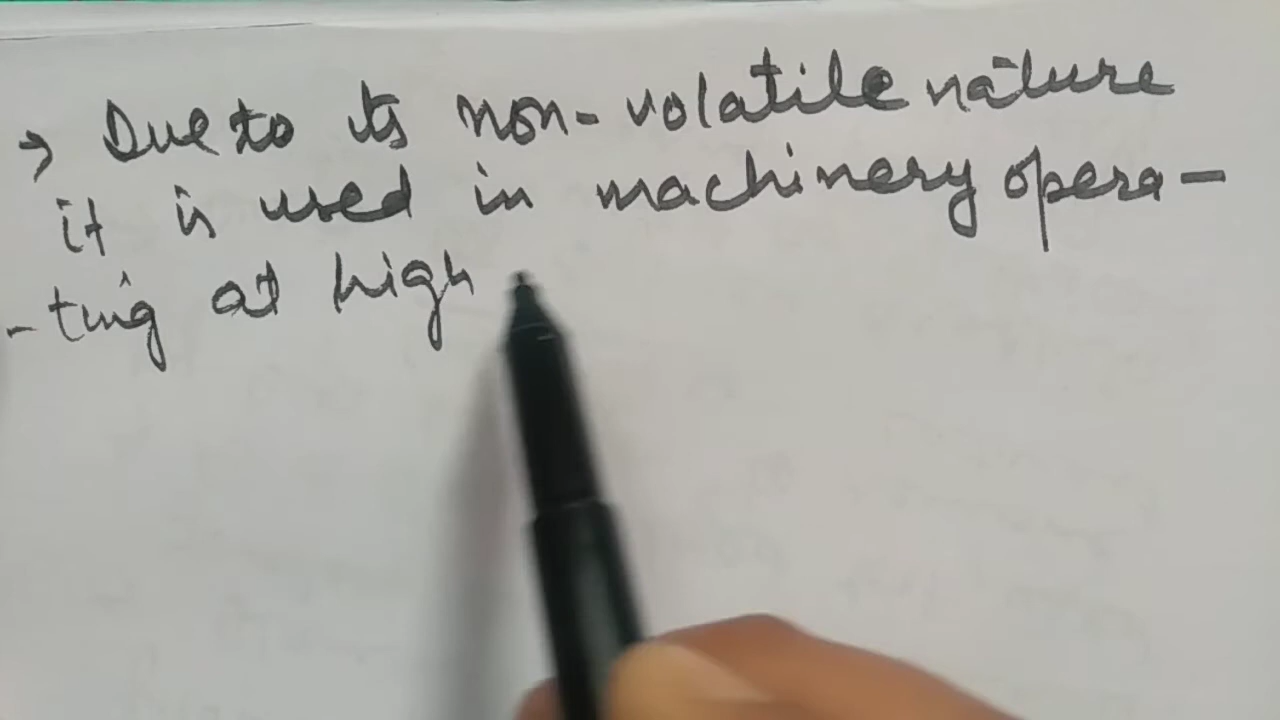 → Due to its non-volatile nature
it is used in machinery opera-
-ting at high